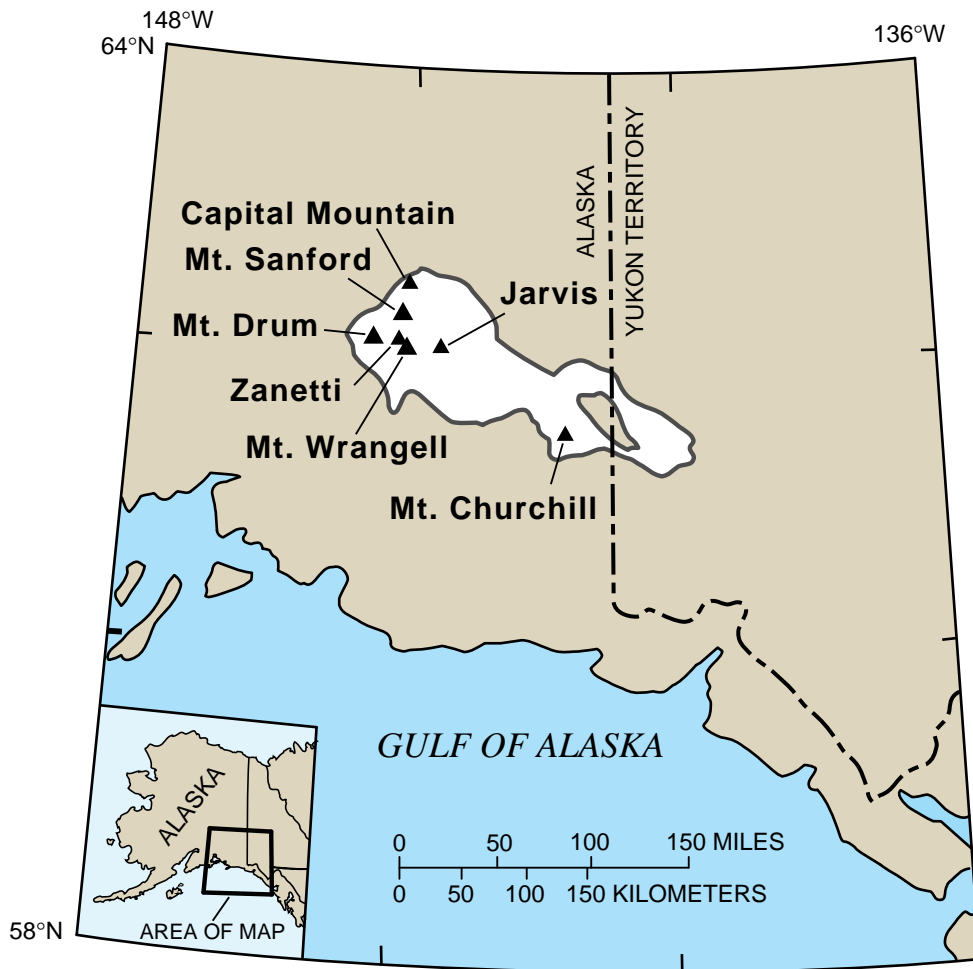 148°W
64°N
136°W
ALASKA
YUKON TERRITORY
Capital Mountain
Mt. Sanford
Jarvis
Mt. Drum
Zanetti
Mt. Wrangell
Mt. Churchill
GULF OF ALASKA
ALASKA
AREA OF MAP
0 50 100 150 MILES
0 50 100 150 KILOMETERS
58°N